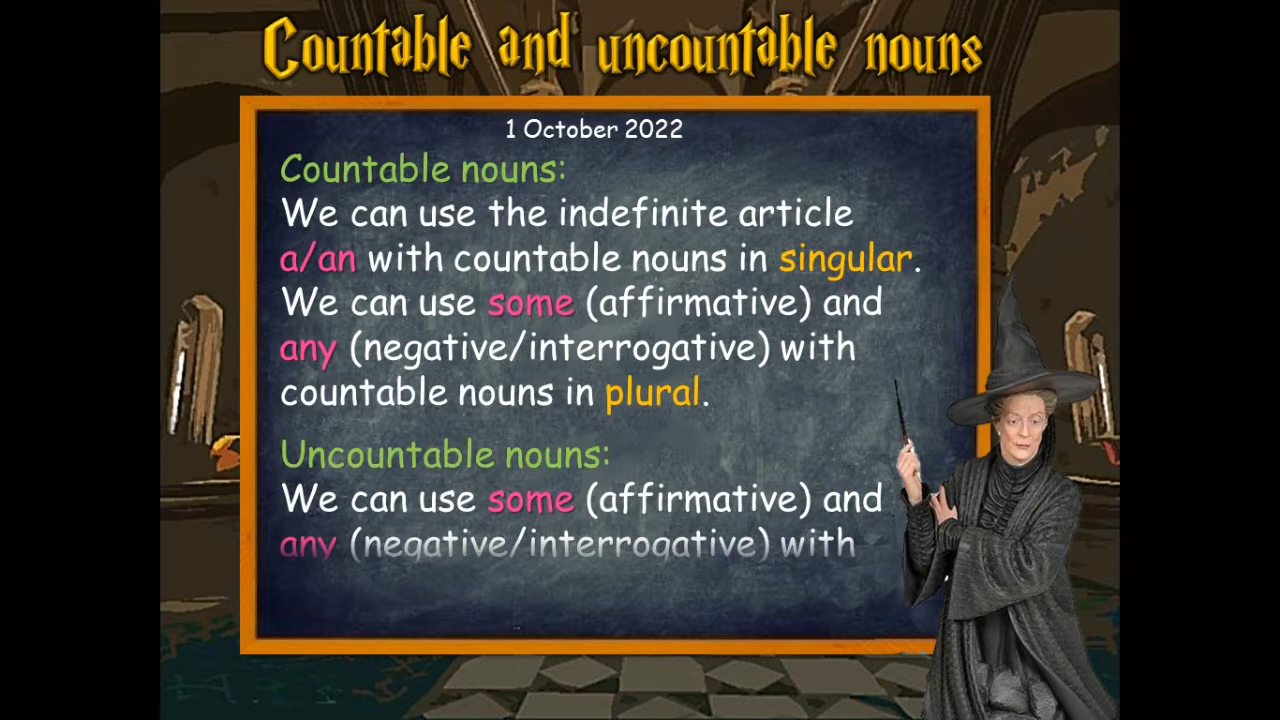 Countable and uncountable nouns
1 October 2022
Countable nouns:
We can use the indefinite article
a/an with countable nouns in singular.
We can use some (affirmative) and
any (negative/interrogative) with
countable nouns in plural.
Uncountable nouns:
We can use some (affirmative) and
any (negative/interrogative) with